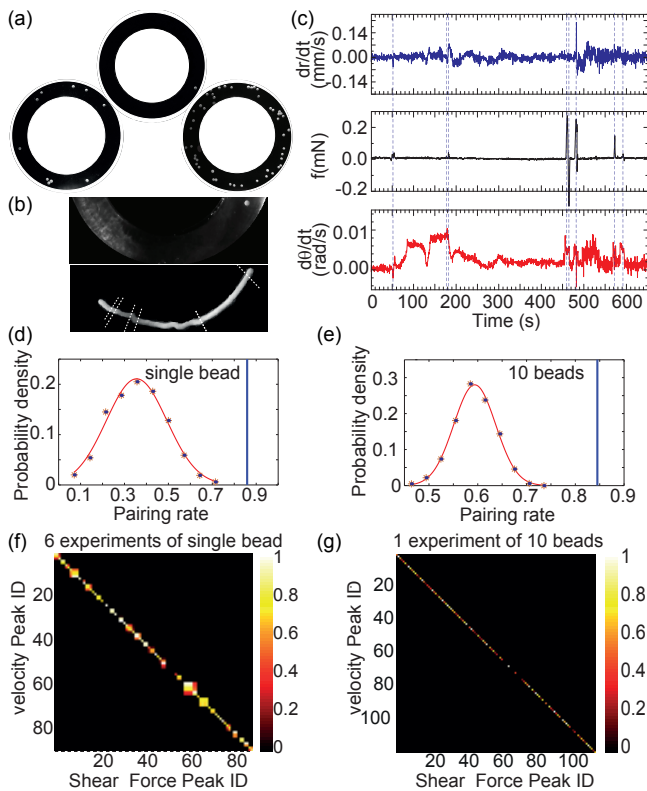 (a)
(b)
(c)
dr/dt
(mm/s)
0.14
0.00
-0.14
f(mN)
0.2
0.0
-0.2
dθ/dt
(rad/s)
0.01
0.00
0 100 200 300 400 500 600
Time (s)
(d)
single bead
Probability density
0.2
0.1
0
0.1 0.3 0.5 0.7 0.9
Pairing rate
(e)
10 beads
Probability density
0.3
0.2
0.1
0
0.5 0.6 0.7 0.8 0.9
Pairing rate
(f)
6 experiments of single bead
velocity Peak ID
20
40
60
80
20 40 60 80
Shear Force Peak ID
1
0.8
0.6
0.4
0.2
0
(g)
1 experiment of 10 beads
velocity Peak ID
20
40
60
80
100
20 40 60 80 100
Shear Force Peak ID
1
0.8
0.6
0.4
0.2
0